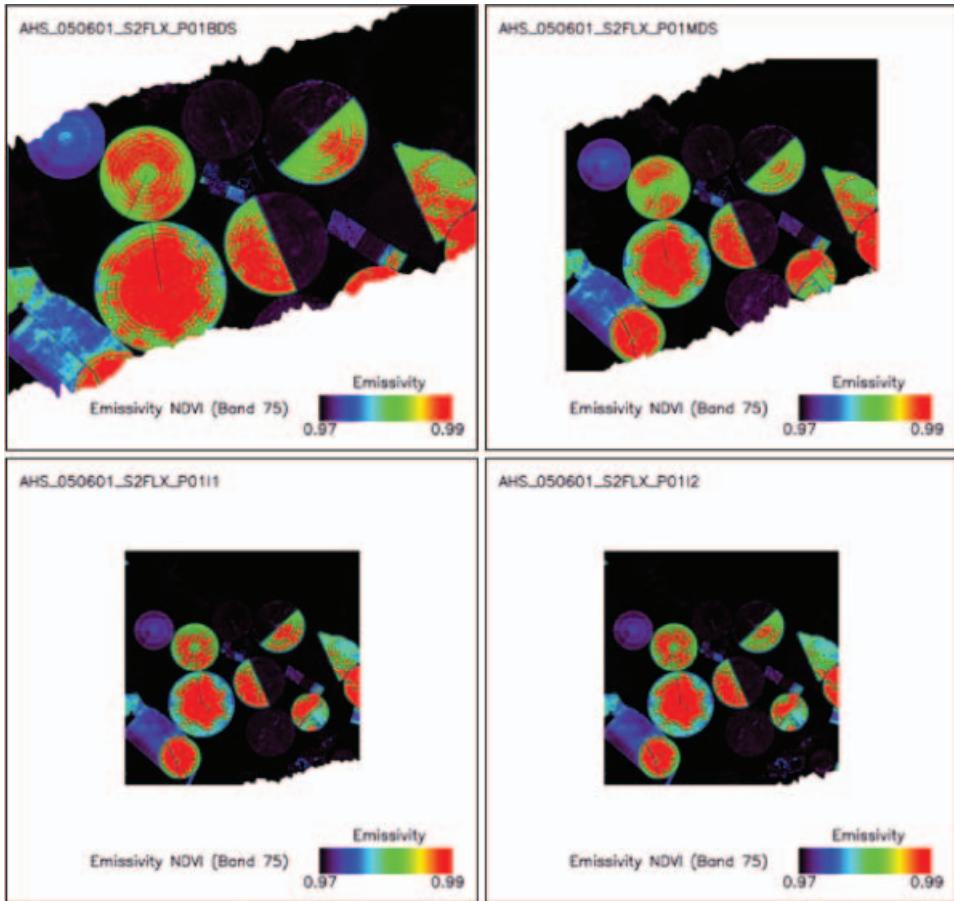 AHS_050601_S2FLX_P01BDS
Emissivity
Emissivity NDVI (Band 75)
0.97 0.99
AHS_050601_S2FLX_P01MDS
Emissivity
Emissivity NDVI (Band 75)
0.97 0.99
AHS_050601_S2FLX_P01I1
Emissivity
Emissivity NDVI (Band 75)
0.97 0.99
AHS_050601_S2FLX_P01I2
Emissivity
Emissivity NDVI (Band 75)
0.97 0.99